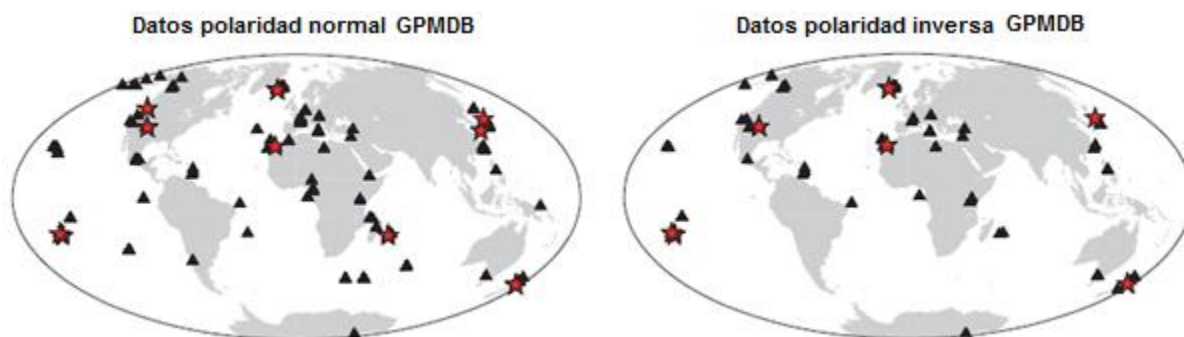 Datos polaridad normal GPMDB
Datos polaridad inversa GPMDB